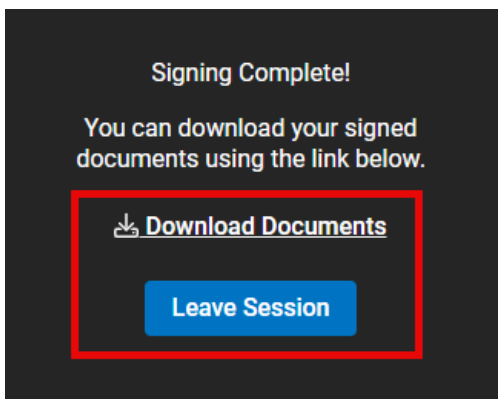 Signing Complete!
You can download your signed
documents using the link below.
Download Documents
Leave Session